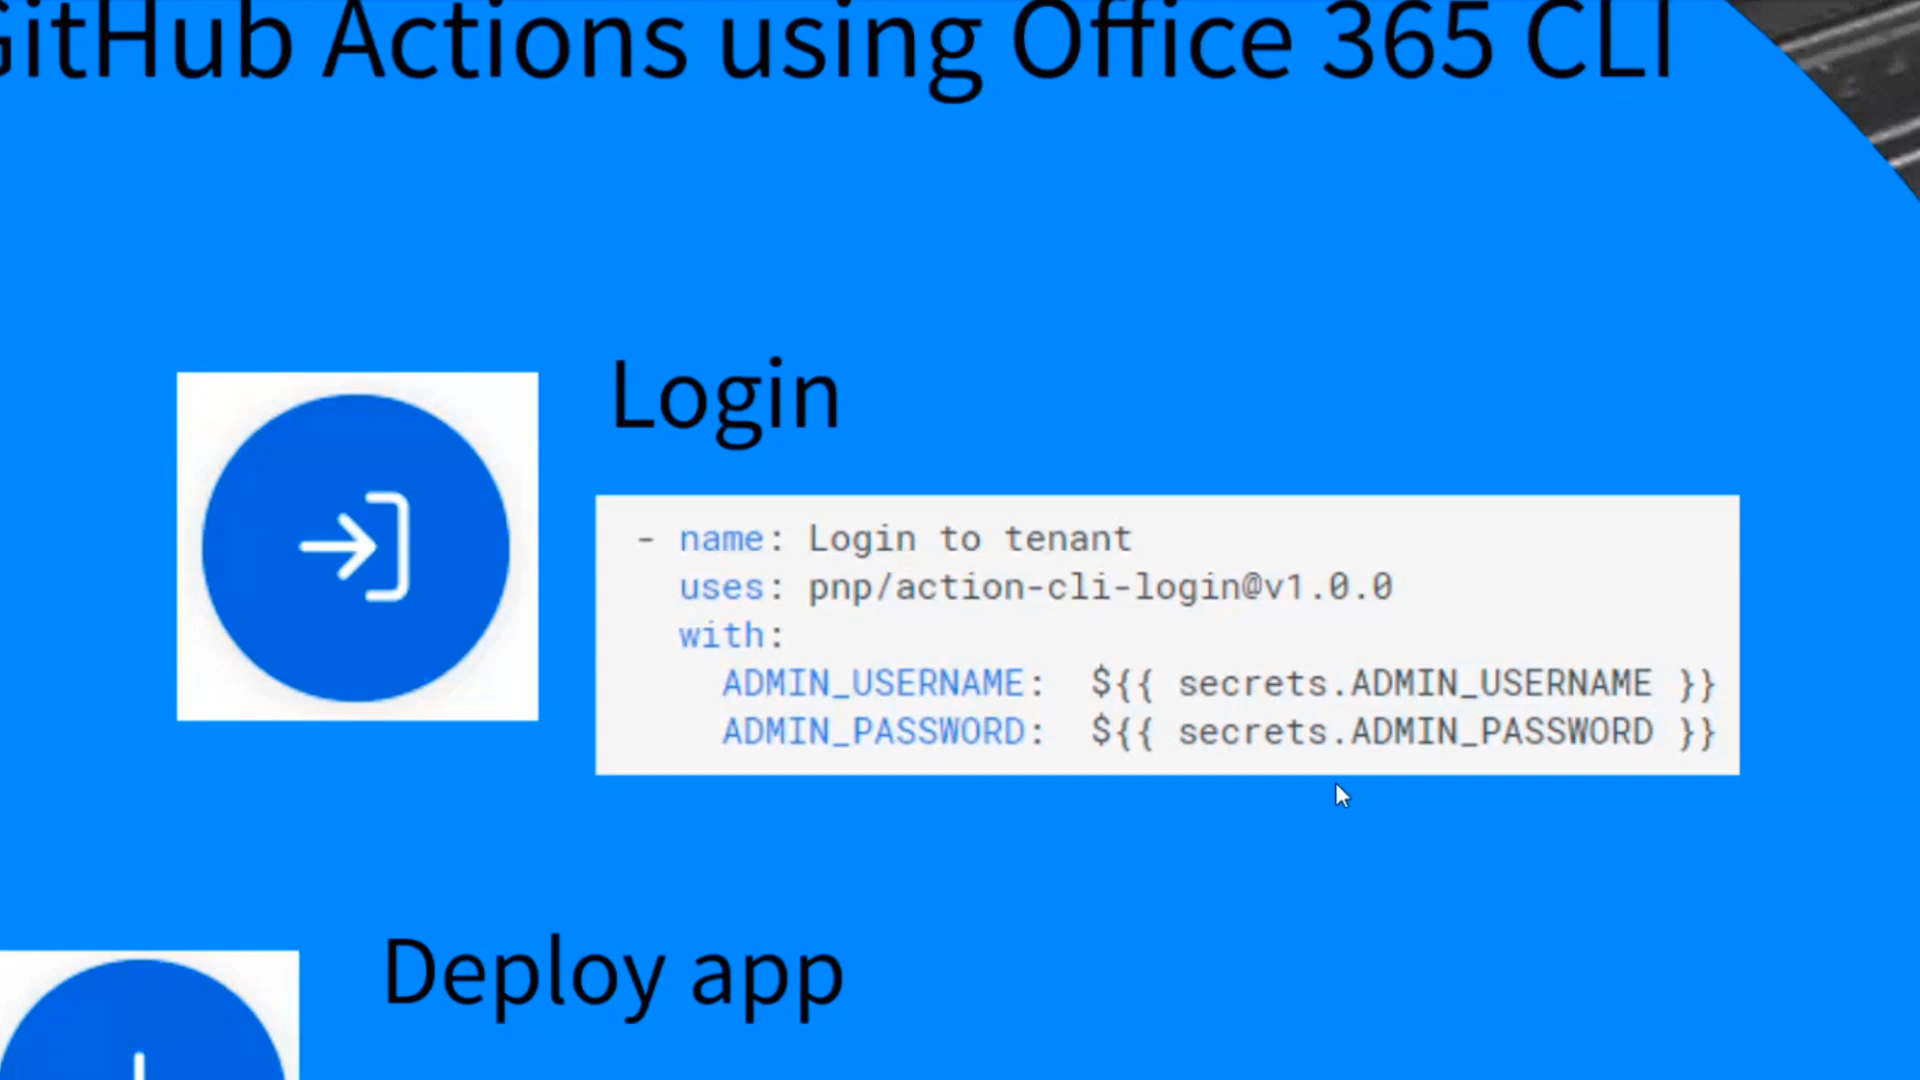 GitHub Actions using Office 365 CLI
Login
- name: Login to tenant
uses: pnp/action-cli-login@v1.0.0
with:
ADMIN_USERNAME: ${{ secrets.ADMIN_USERNAME }}
ADMIN_PASSWORD: ${{ secrets.ADMIN_PASSWORD }}
Deploy app